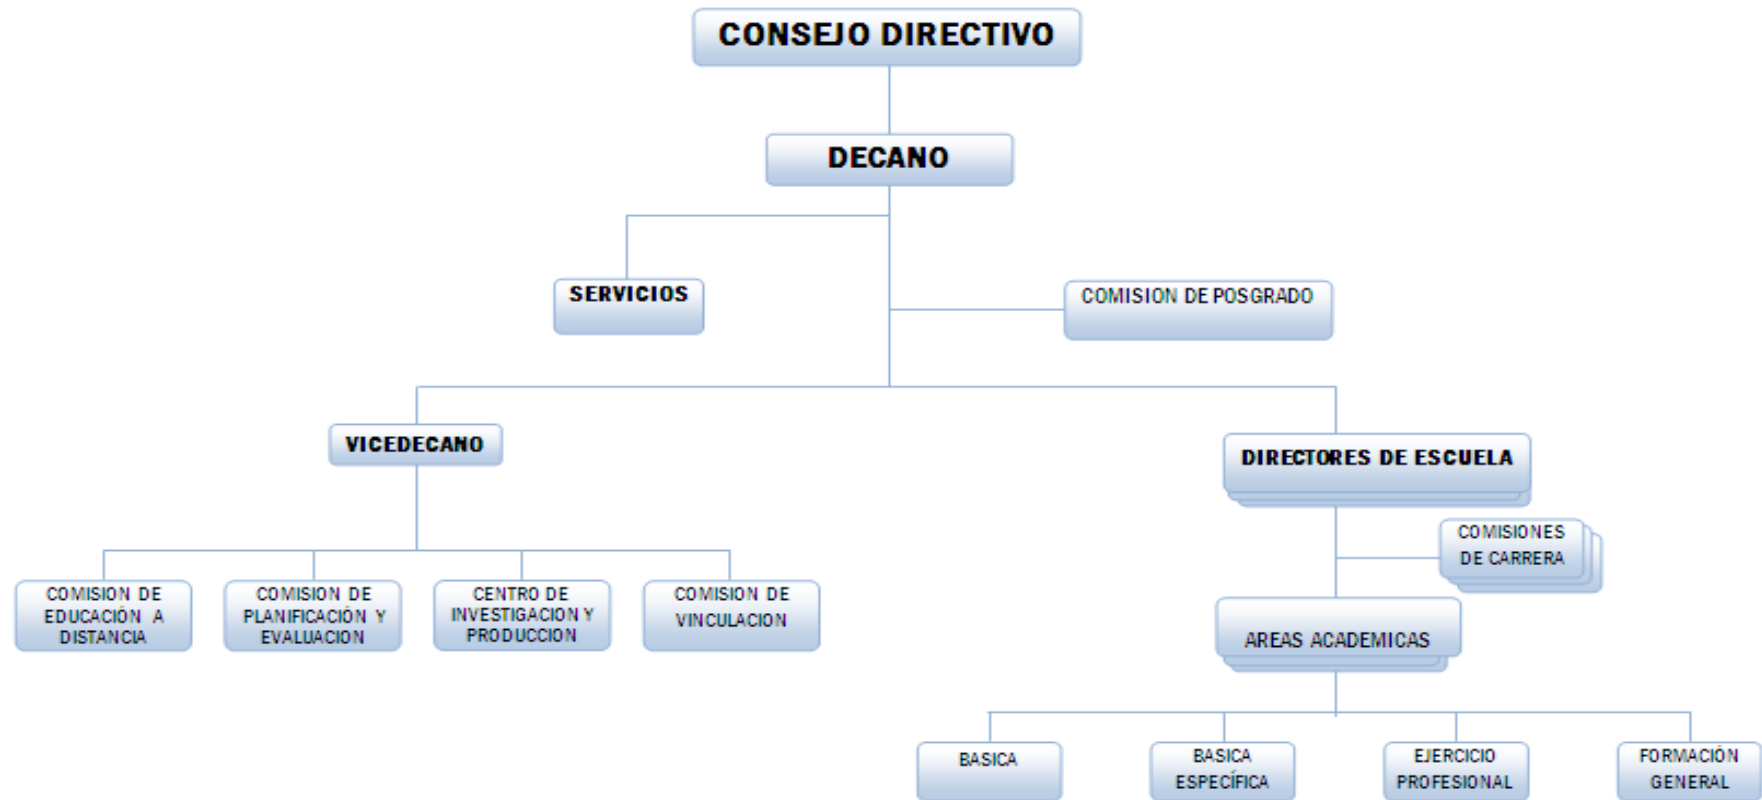 CONSEJO DIRECTIVO
DECANO
SERVICIOS
COMISION DE POSGRADO
VICEDECANO
DIRECTORES DE ESCUELA
COMISIONES
DE CARRERA
COMISION DE
EDUCACIÓN A
DISTANCIA
COMISION DE
PLANIFICACIÓN Y
EVALUACION
CENTRO DE
INVESTIGACION Y
PRODUCCION
COMISION DE
VINCULACION
AREAS ACADEMICAS
BASICA
BASICA
ESPECÍFICA
EJERCICIO
PROFESIONAL
FORMACIÓN
GENERAL